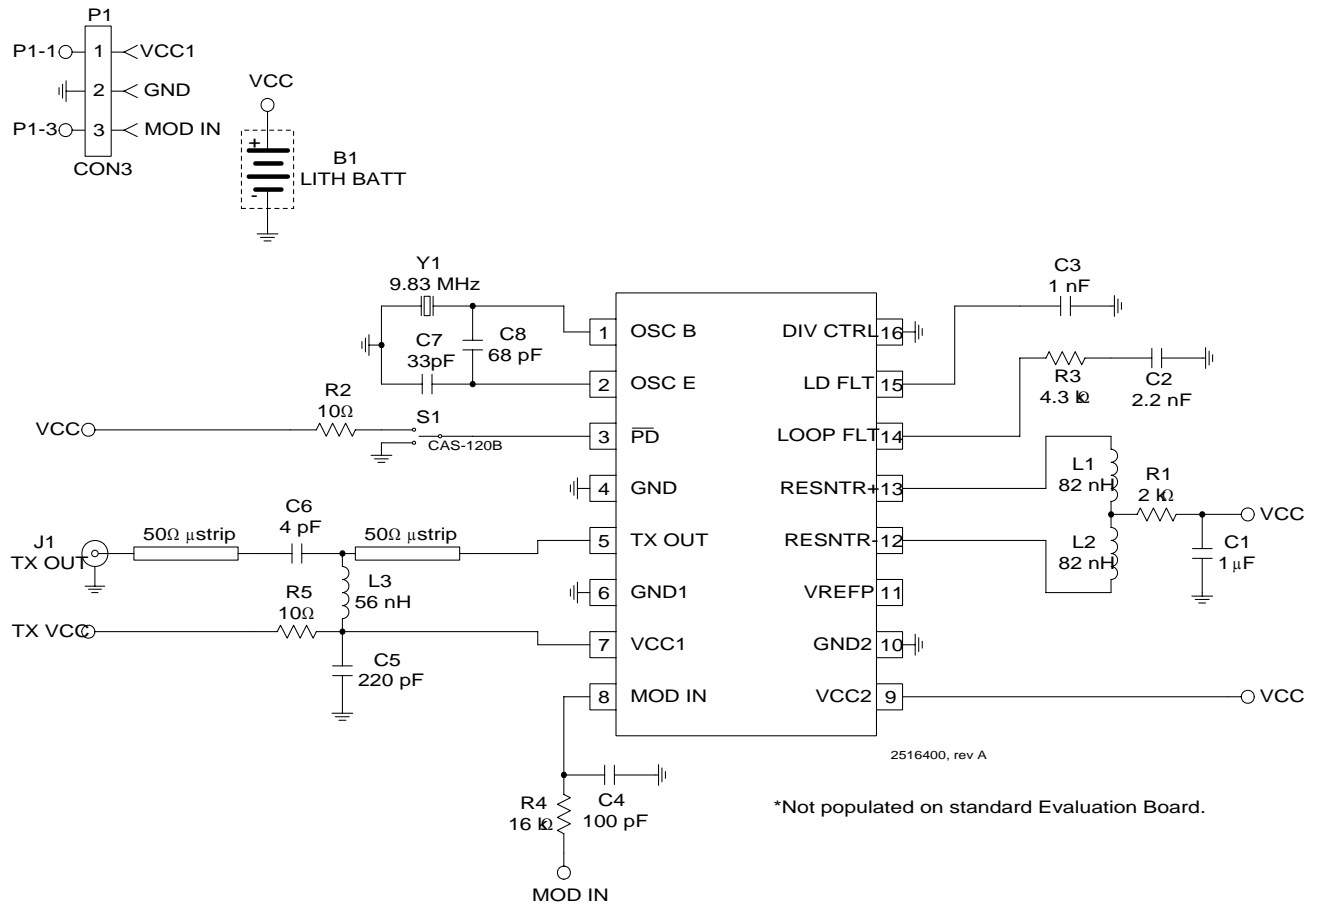 P1
P1-1 1 VCC1
2 GND
P1-3 3 MOD IN
CON3
VCC
+
-
B1
LITH BATT
Y1
9.83 MHz
C7
33pF
C8
68 pF
R2
10Ω
VCC
S1
CAS-120B
C6
4 pF
J1
TX OUT
50Ω μstrip
50Ω μstrip
L3
56 nH
R5
10Ω
TX VCC
C5
220 pF
1 OSC B
2 OSC E
3 PD
4 GND
5 TX OUT
6 GND1
7 VCC1
8 MOD IN
DIV CTRL 16
LD FLT 15
LOOP FLT 14
RESNTR+ 13
RESNTR- 12
VREFP 11
GND2 10
VCC2 9
C3
1 nF
R3
4.3 kΩ
C2
2.2 nF
L1
82 nH
R1
2 kΩ
VCC
L2
82 nH
C1
1 μF
VCC
2516400, rev A
R4
16 kΩ
C4
100 pF
MOD IN
*Not populated on standard Evaluation Board.